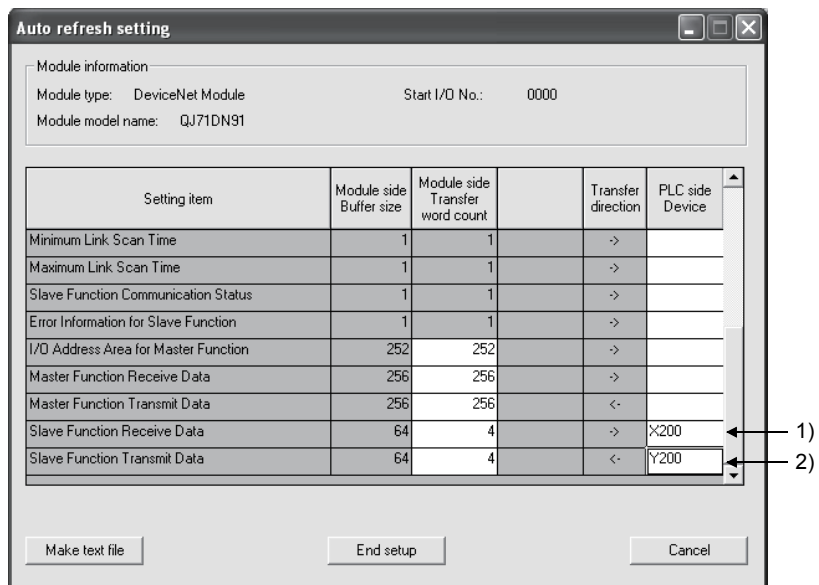 Auto refresh setting
Module information
Module type: DeviceNet Module Start I/O No.: 0000
Module model name: QJ71DN91
Setting item Module side Buffer size Module side Transfer word count Transfer direction PLC side Device
Minimum Link Scan Time 1 1 ->
Maximum Link Scan Time 1 1 ->
Slave Function Communication Status 1 1 ->
Error Information for Slave Function 1 1 ->
I/O Address Area for Master Function 252 252 ->
Master Function Receive Data 256 256 ->
Master Function Transmit Data 256 256 <-
Slave Function Receive Data 64 4 -> X200 1)
Slave Function Transmit Data 64 4 <- Y200 2)
Make text file End setup Cancel